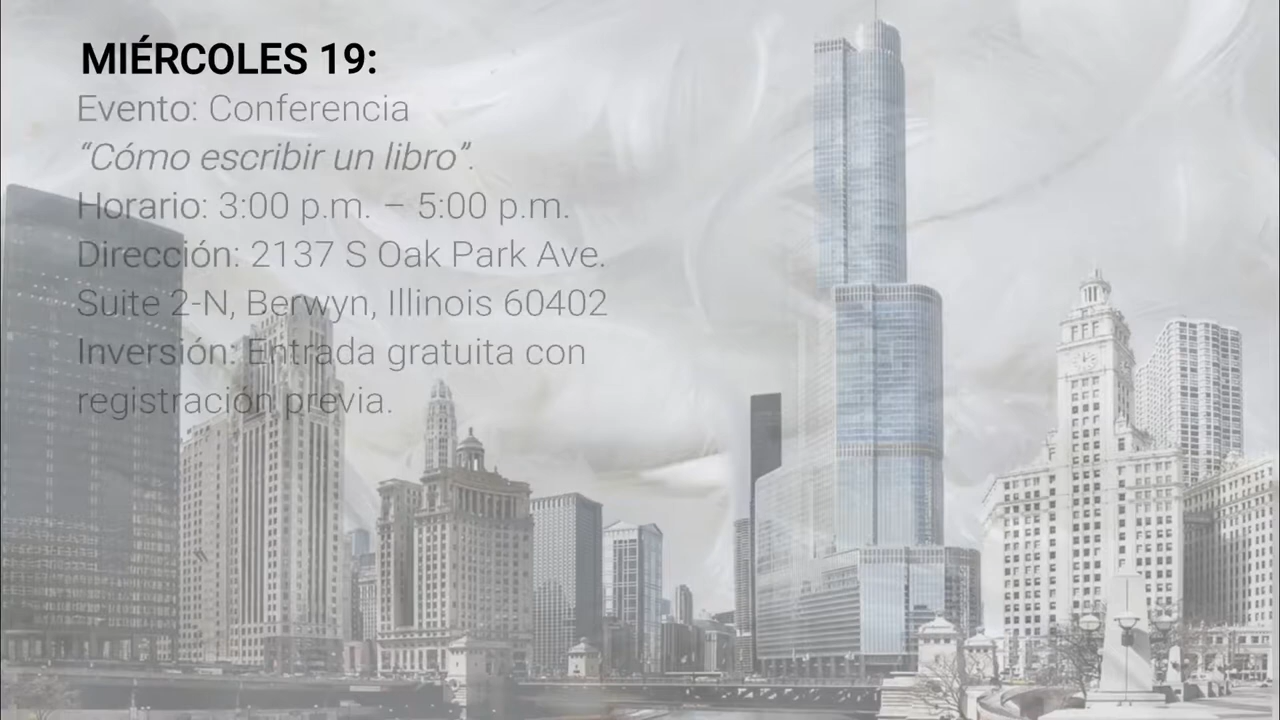 MIÉRCOLES 19:
Evento: Conferencia
“Cómo escribir un libro”.
Horario: 3:00 p.m. – 5:00 p.m.
Dirección: 2137 S Oak Park Ave.
Suite 2-N, Berwyn, Illinois 60402
Inversión: Entrada gratuita con
registración previa.